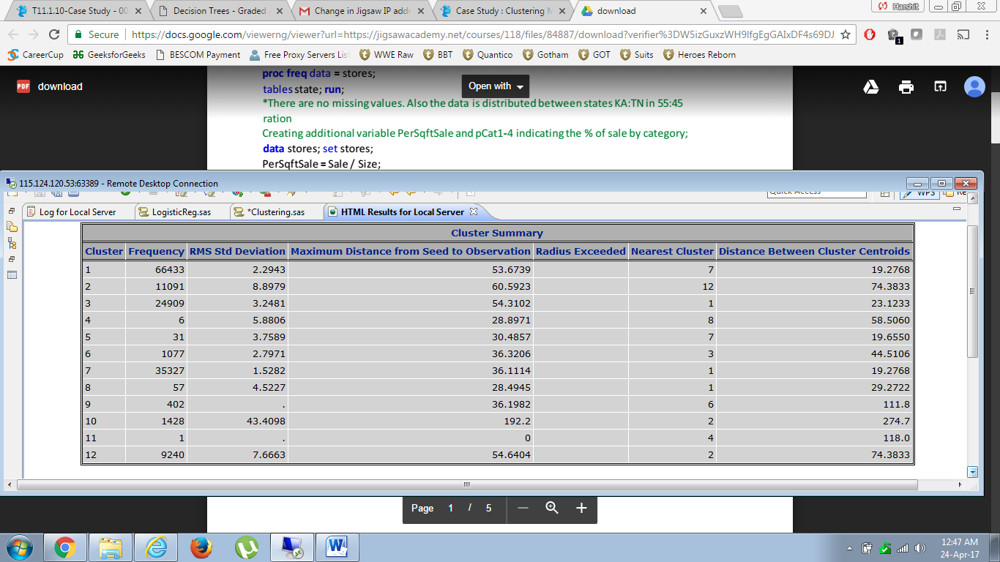 T11.1.10-Case Study - 00
Decision Trees - Graded
Change in Jigsaw IP addr
Case Study : Clustering M
download
Harshit
Secure
https://docs.google.com/viewerng/viewer?url=https://jigsawacademy.net/courses/118/files/84887/download?verifier%3DW5izGuxzWH9lfgEgGAIxDF4s69DJ
1
CareerCup
GeeksforGeeks
BESCOM Payment
Free Proxy Servers Lis
WWE Raw
BBT
Quantico
Gotham
GOT
Suits
Heroes Reborn
PDF download
Open with
proc freq data = stores;
tables state; run;
*There are no missing values. Also the data is distributed between states KA:TN in 55:45
ration
Creating additional variable PerSqftSale and pCat1-4 indicating the % of sale by category;
data stores; set stores;
PerSqftSale = Sale / Size;
115.124.120.53:63389 - Remote Desktop Connection
Quick Access
WPS
Re
Log for Local Server
LogisticReg.sas
*Clustering.sas
HTML Results for Local Server
Cluster Summary
Cluster Frequency RMS Std Deviation Maximum Distance from Seed to Observation Radius Exceeded Nearest Cluster Distance Between Cluster Centroids
1 66433 2.2943 53.6739 7 19.2768
2 11091 8.8979 60.5923 12 74.3833
3 24909 3.2481 54.3102 1 23.1233
4 6 5.8806 28.8971 8 58.5060
5 31 3.7589 30.4857 7 19.6550
6 1077 2.7971 36.3206 3 44.5106
7 35327 1.5282 36.1114 1 19.2768
8 57 4.5227 28.4945 1 29.2722
9 402 . 36.1982 6 111.8
10 1428 43.4098 192.2 2 274.7
11 1 . 0 4 118.0
12 9240 7.6663 54.6404 2 74.3833
Page 1 / 5
12:47 AM
24-Apr-17